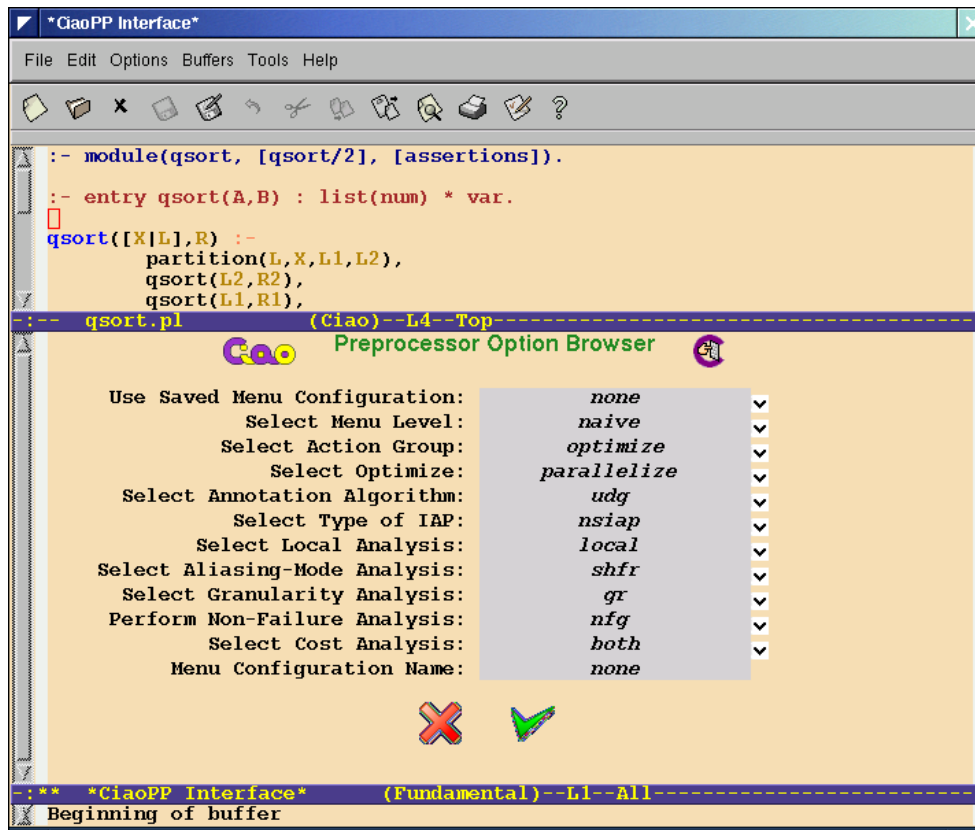 *CiaoPP Interface*
File Edit Options Buffers Tools Help
:- module(qsort, [qsort/2], [assertions]).
:- entry qsort(A,B) : list(num) * var.
qsort([X|L],R) :-
partition(L,X,L1,L2),
qsort(L2,R2),
qsort(L1,R1),
-:-- qsort.pl (Ciao)--L4--Top--------------------------------------
Ciao Preprocessor Option Browser
Use Saved Menu Configuration: none
Select Menu Level: naive
Select Action Group: optimize
Select Optimize: parallelize
Select Annotation Algorithm: udg
Select Type of IAP: nsiap
Select Local Analysis: local
Select Aliasing-Mode Analysis: shfr
Select Granularity Analysis: gr
Perform Non-Failure Analysis: nfg
Select Cost Analysis: both
Menu Configuration Name: none
-:** *CiaoPP Interface* (Fundamental)--L1--All--------------------------
Beginning of buffer